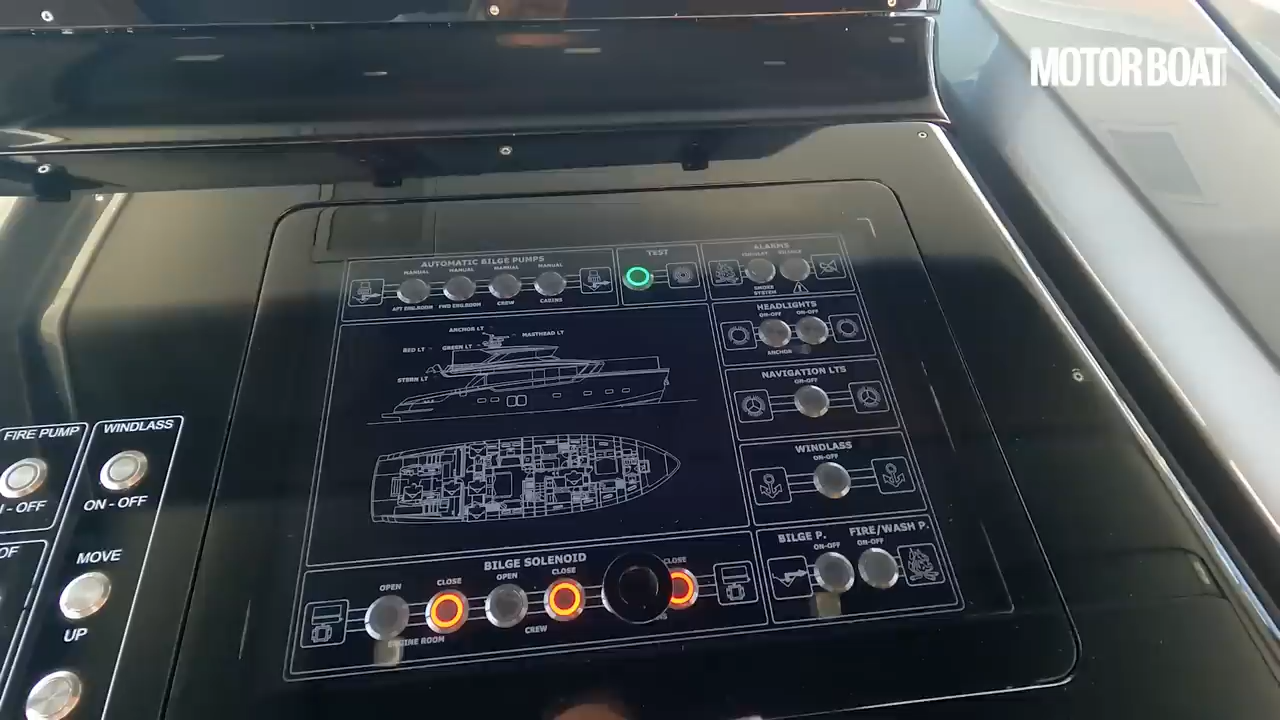 MOTOR BOAT
AUTOMATIC BILGE PUMPS
MANUAL MANUAL MANUAL MANUAL
AFT ENG.ROOM FWD ENG.ROOM CREW CABINS
TEST
ALARMS
SMOKE
SYSTEM
HEADLIGHTS
ON-OFF ON-OFF
ANCHOR
NAVIGATION LTS
ON-OFF
WINDLASS
ON-OFF
BILGE P. FIRE/WASH P.
ON-OFF ON-OFF
ANCHOR LT MASTHEAD LT
RED LT GREEN LT
STERN LT
BILGE SOLENOID
OPEN CLOSE OPEN CLOSE CLOSE
ENGINE ROOM CREW
FIRE PUMP WINDLASS
ON - OFF
MOVE
UP